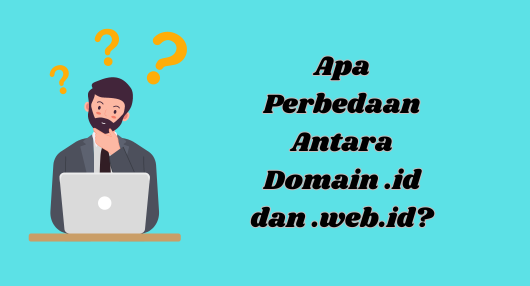 Apa
Perbedaan
Antara
Domain .id
dan .web.id?